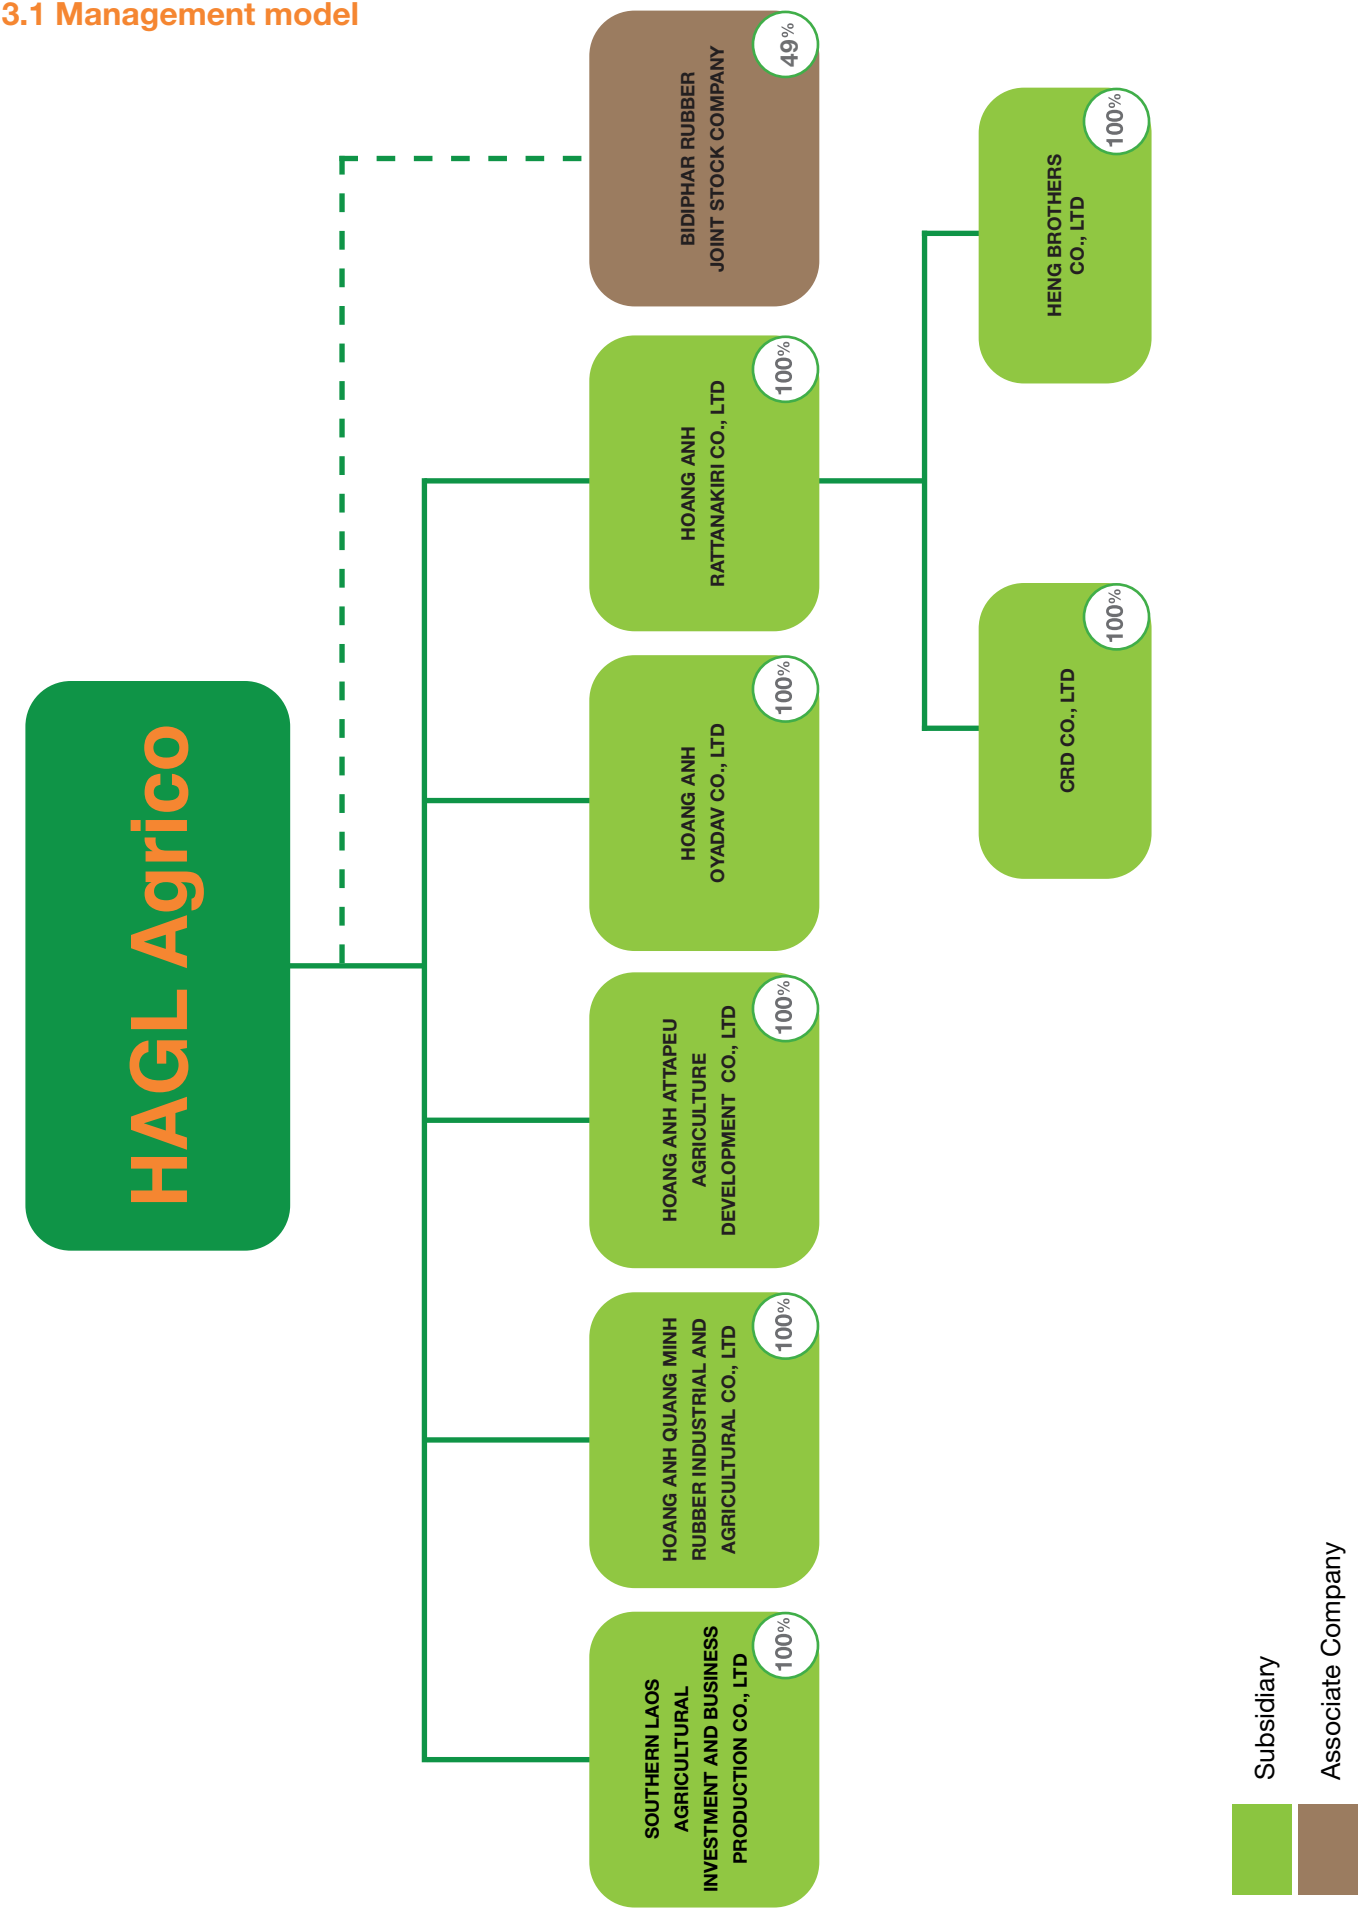 3.1 Management model
HAGL Agrico
SOUTHERN LAOS
AGRICULTURAL
INVESTMENT AND BUSINESS
PRODUCTION CO., LTD
100%
HOANG ANH QUANG MINH
RUBBER INDUSTRIAL AND
AGRICULTURAL CO., LTD
100%
HOANG ANH ATTAPEU
AGRICULTURE
DEVELOPMENT CO., LTD
100%
HOANG ANH
OYADAV CO., LTD
100%
HOANG ANH
RATTANAKIRI CO., LTD
100%
BIDIPHAR RUBBER
JOINT STOCK COMPANY
49%
CRD CO., LTD
100%
HENG BROTHERS
CO., LTD
100%
Subsidiary
Associate Company